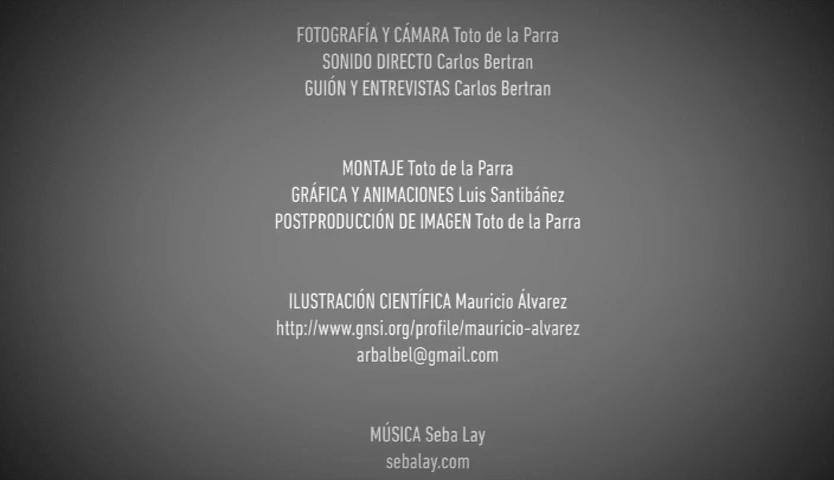 FOTOGRAFÍA Y CÁMARA Toto de la Parra
SONIDO DIRECTO Carlos Bertran
GUIÓN Y ENTREVISTAS Carlos Bertran
MONTAJE Toto de la Parra
GRÁFICA Y ANIMACIONES Luis Santibáñez
POSTPRODUCCIÓN DE IMAGEN Toto de la Parra
ILUSTRACIÓN CIENTÍFICA Mauricio Álvarez
http://www.gnsi.org/profile/mauricio-alvarez
arbalbel@gmail.com
MÚSICA Seba Lay
sebalay.com